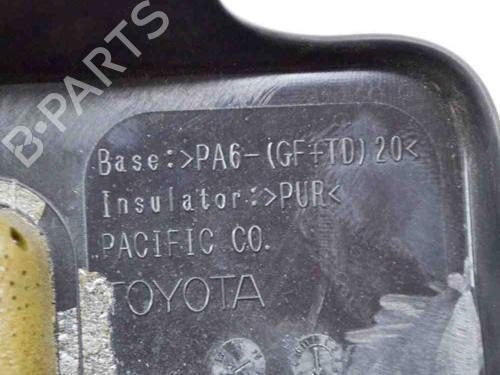 B-PARTS
Base:>PA6-(GF+TD)20<
Insulator:>PUR<
PACIFIC CO.
TOYOTA